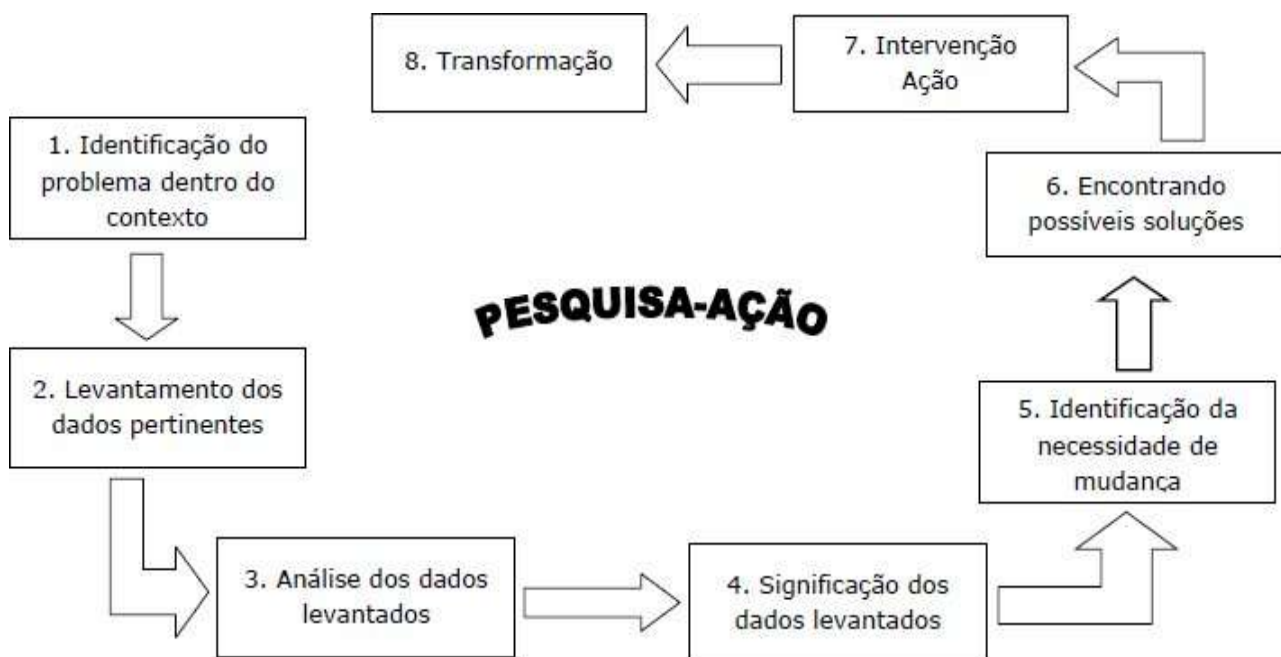 1. Identificação do
problema dentro do
contexto
2. Levantamento dos
dados pertinentes
3. Análise dos dados
levantados
4. Significação dos
dados levantados
5. Identificação da
necessidade de
mudança
6. Encontrando
possíveis soluções
7. Intervenção
Ação
8. Transformação
PESQUISA-AÇÃO